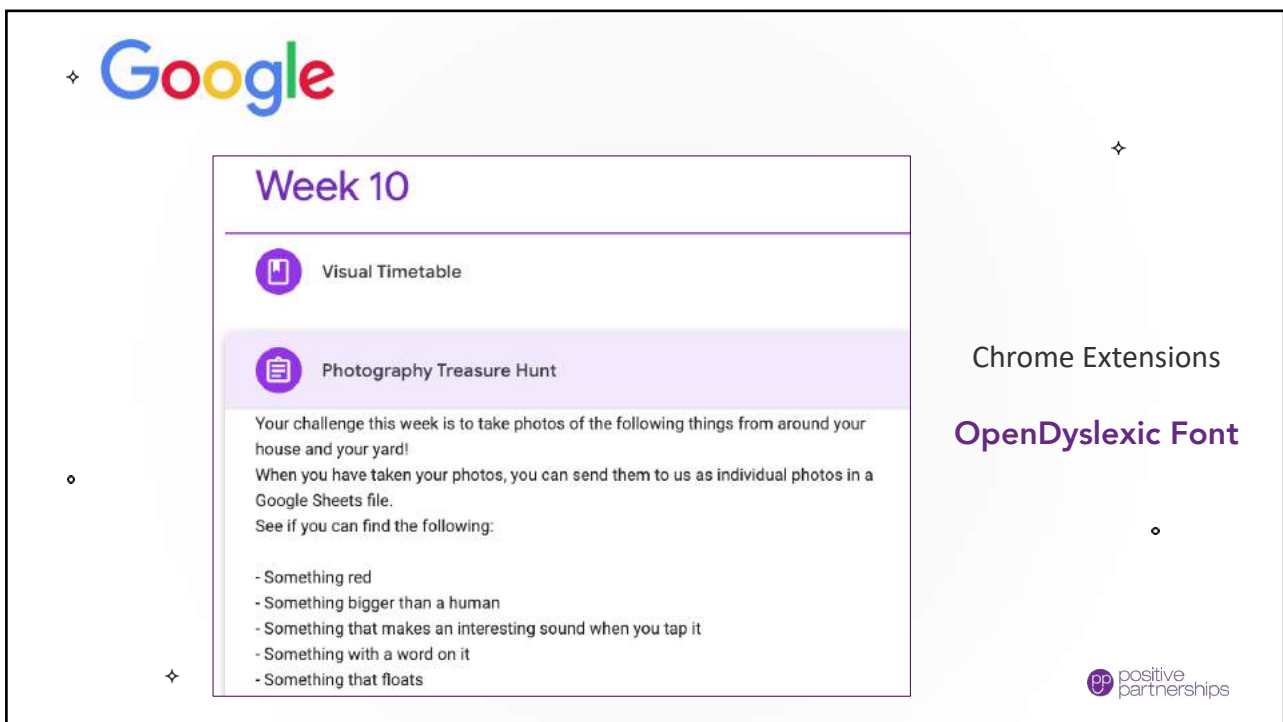 Google
Week 10
Visual Timetable
Photography Treasure Hunt
Your challenge this week is to take photos of the following things from around your
house and your yard!
When you have taken your photos, you can send them to us as individual photos in a
Google Sheets file.
See if you can find the following:
- Something red
- Something bigger than a human
- Something that makes an interesting sound when you tap it
- Something with a word on it
- Something that floats
Chrome Extensions
OpenDyslexic Font
positive
partnerships